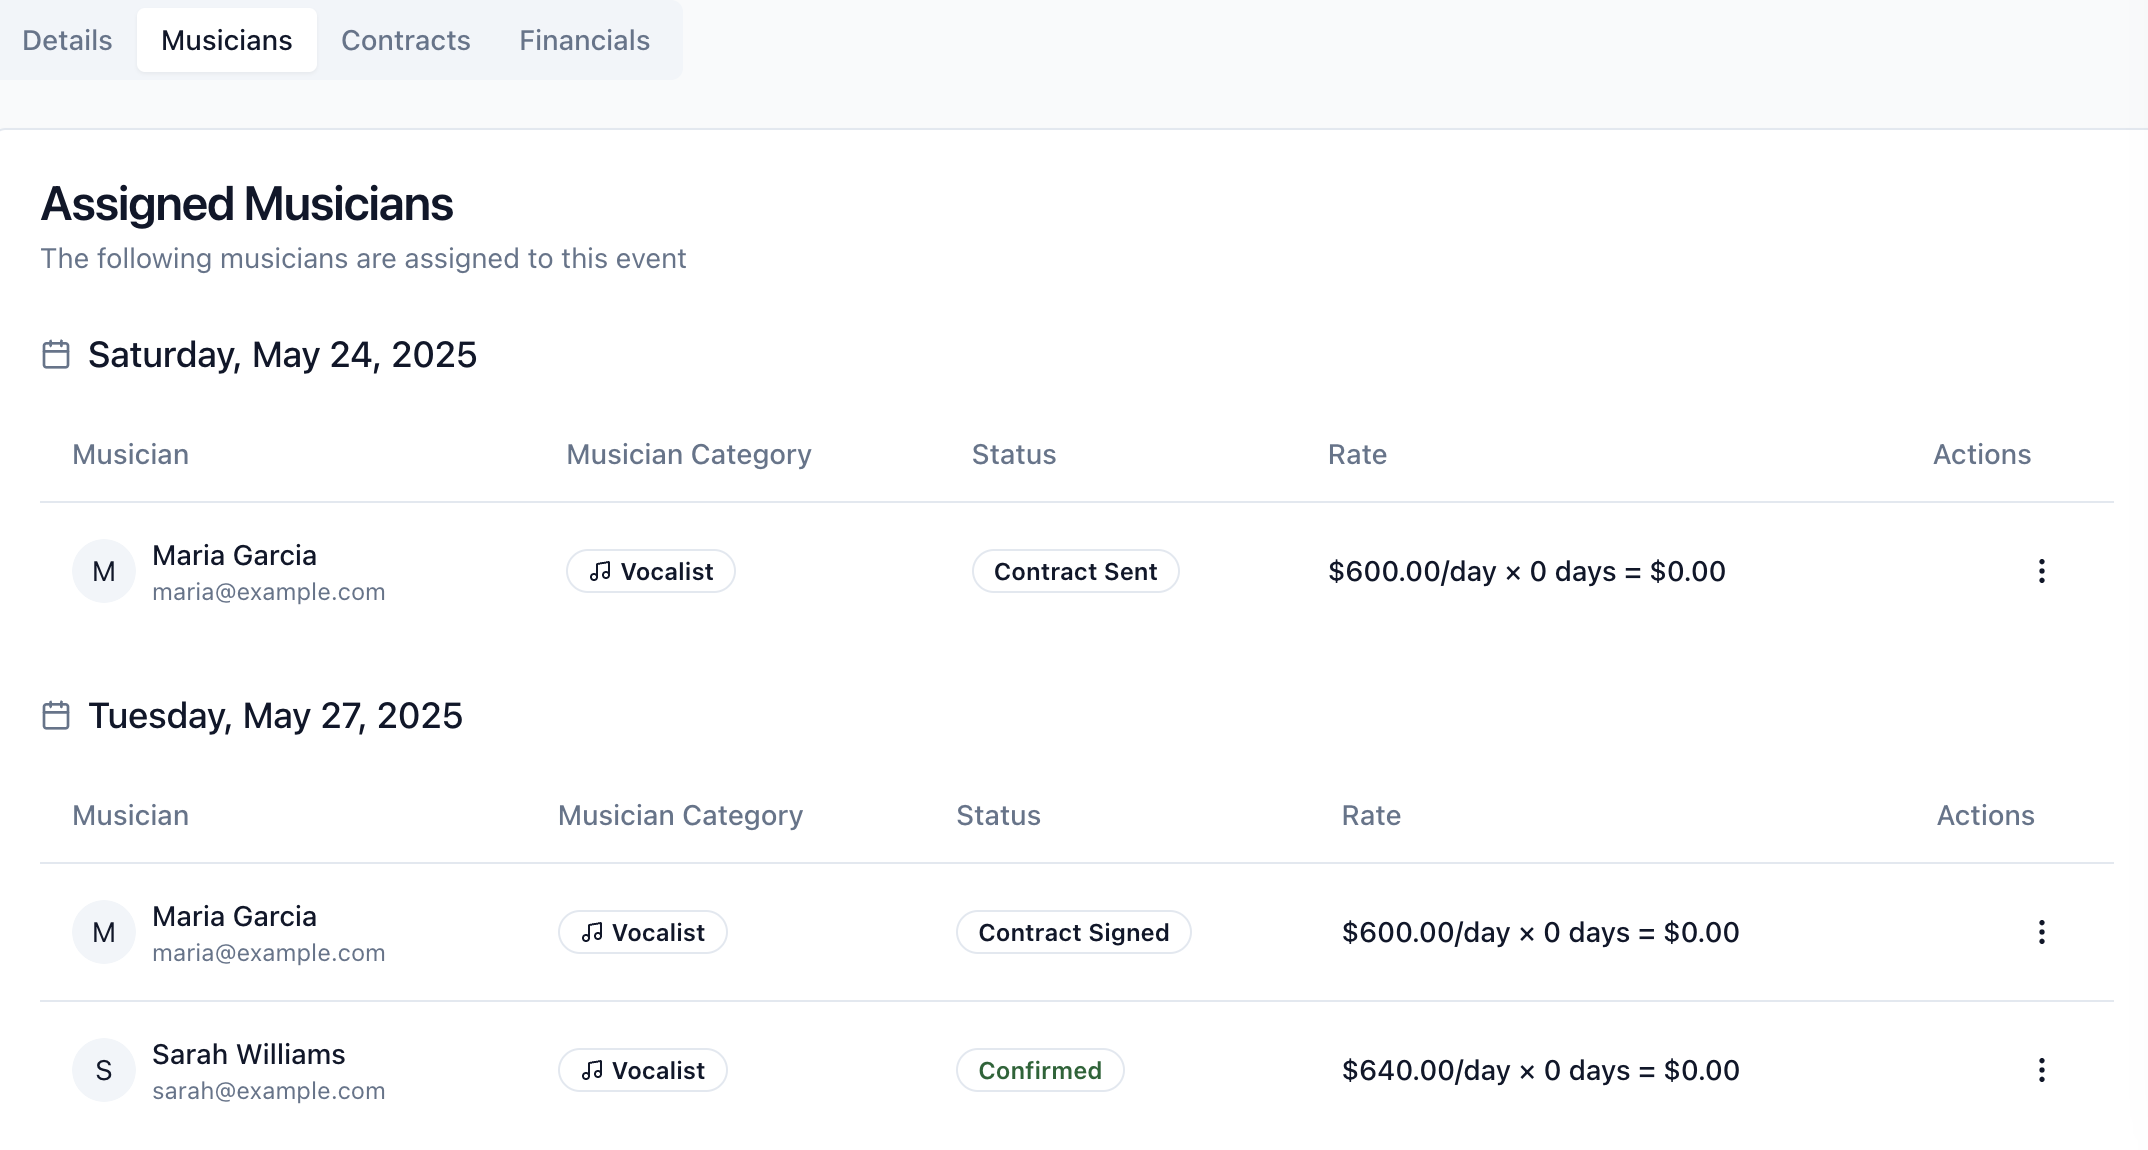 Details Musicians Contracts Financials
Assigned Musicians
The following musicians are assigned to this event
Saturday, May 24, 2025
Musician Musician Category Status Rate Actions
M Maria Garcia Vocalist Contract Sent $600.00/day × 0 days = $0.00
maria@example.com
Tuesday, May 27, 2025
Musician Musician Category Status Rate Actions
M Maria Garcia Vocalist Contract Signed $600.00/day × 0 days = $0.00
maria@example.com
S Sarah Williams Vocalist Confirmed $640.00/day × 0 days = $0.00
sarah@example.com